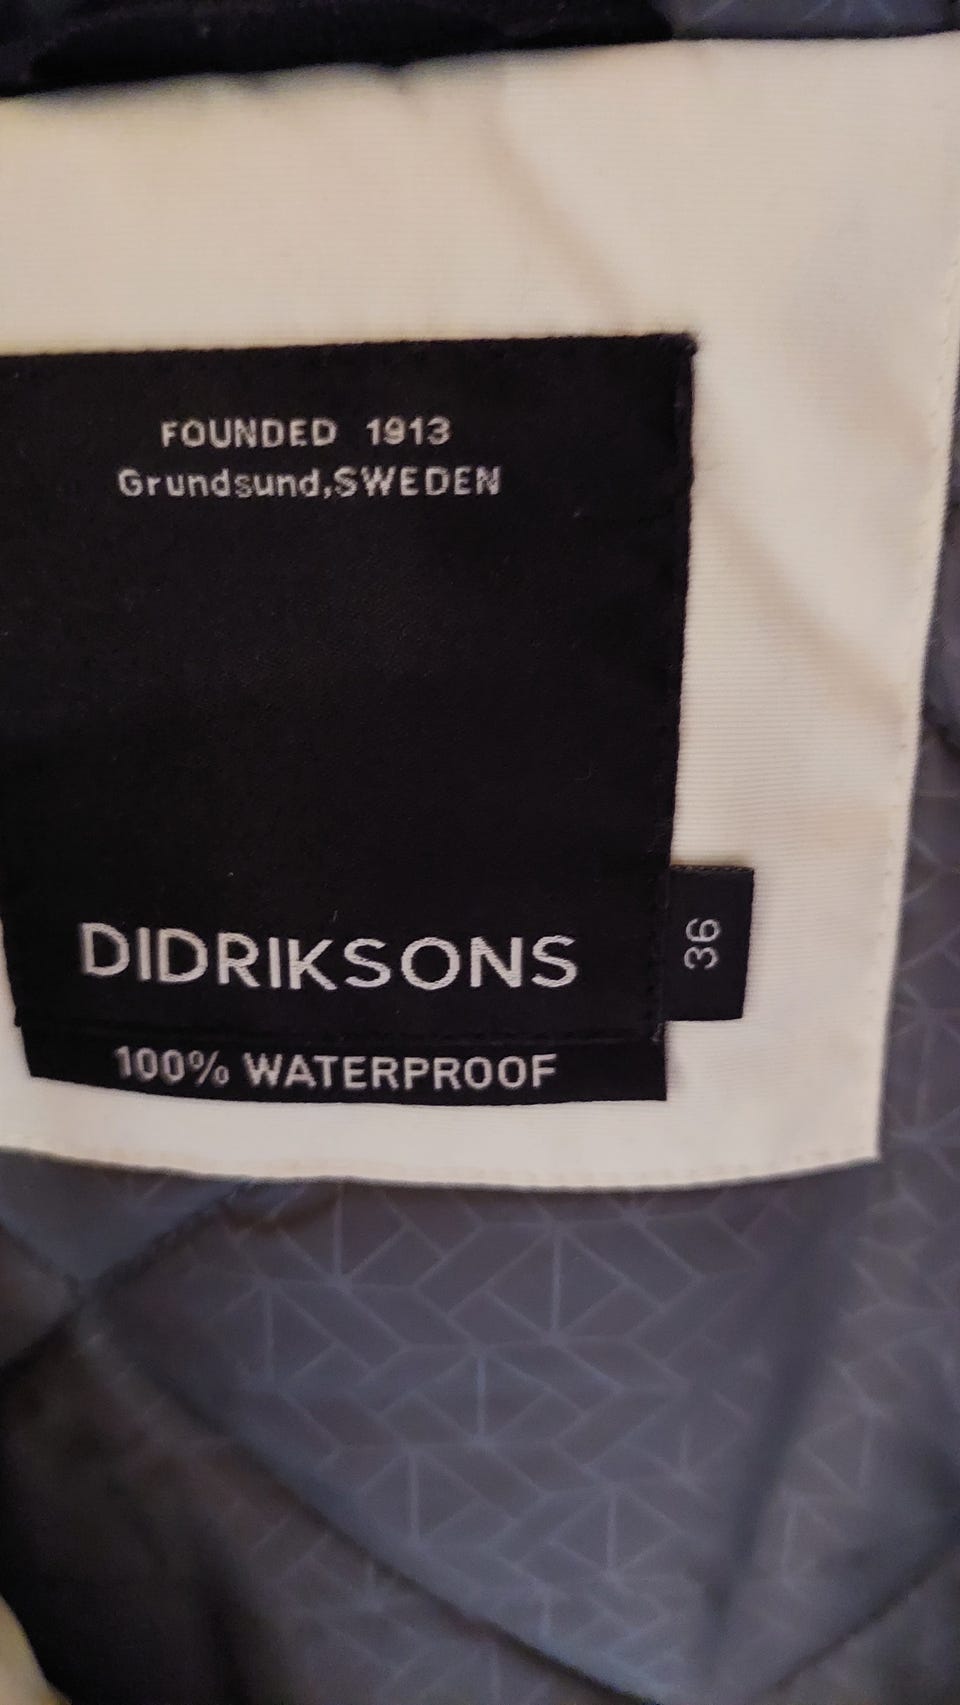 FOUNDED 1913
Grundsund,SWEDEN
DIDRIKSONS
36
100% WATERPROOF